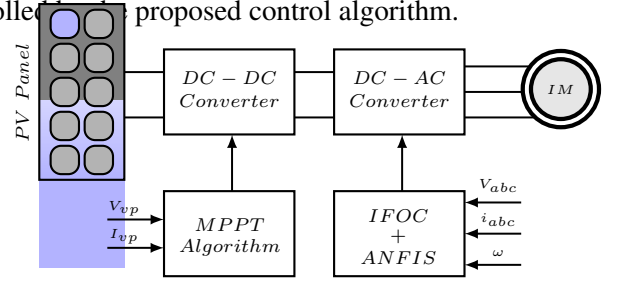 proposed control algorithm.
PV Panel
DC – DC
Converter
DC – AC
Converter
IM
V_vp
I_vp
MPPT
Algorithm
IFOC
+
ANFIS
V_abc
i_abc
ω